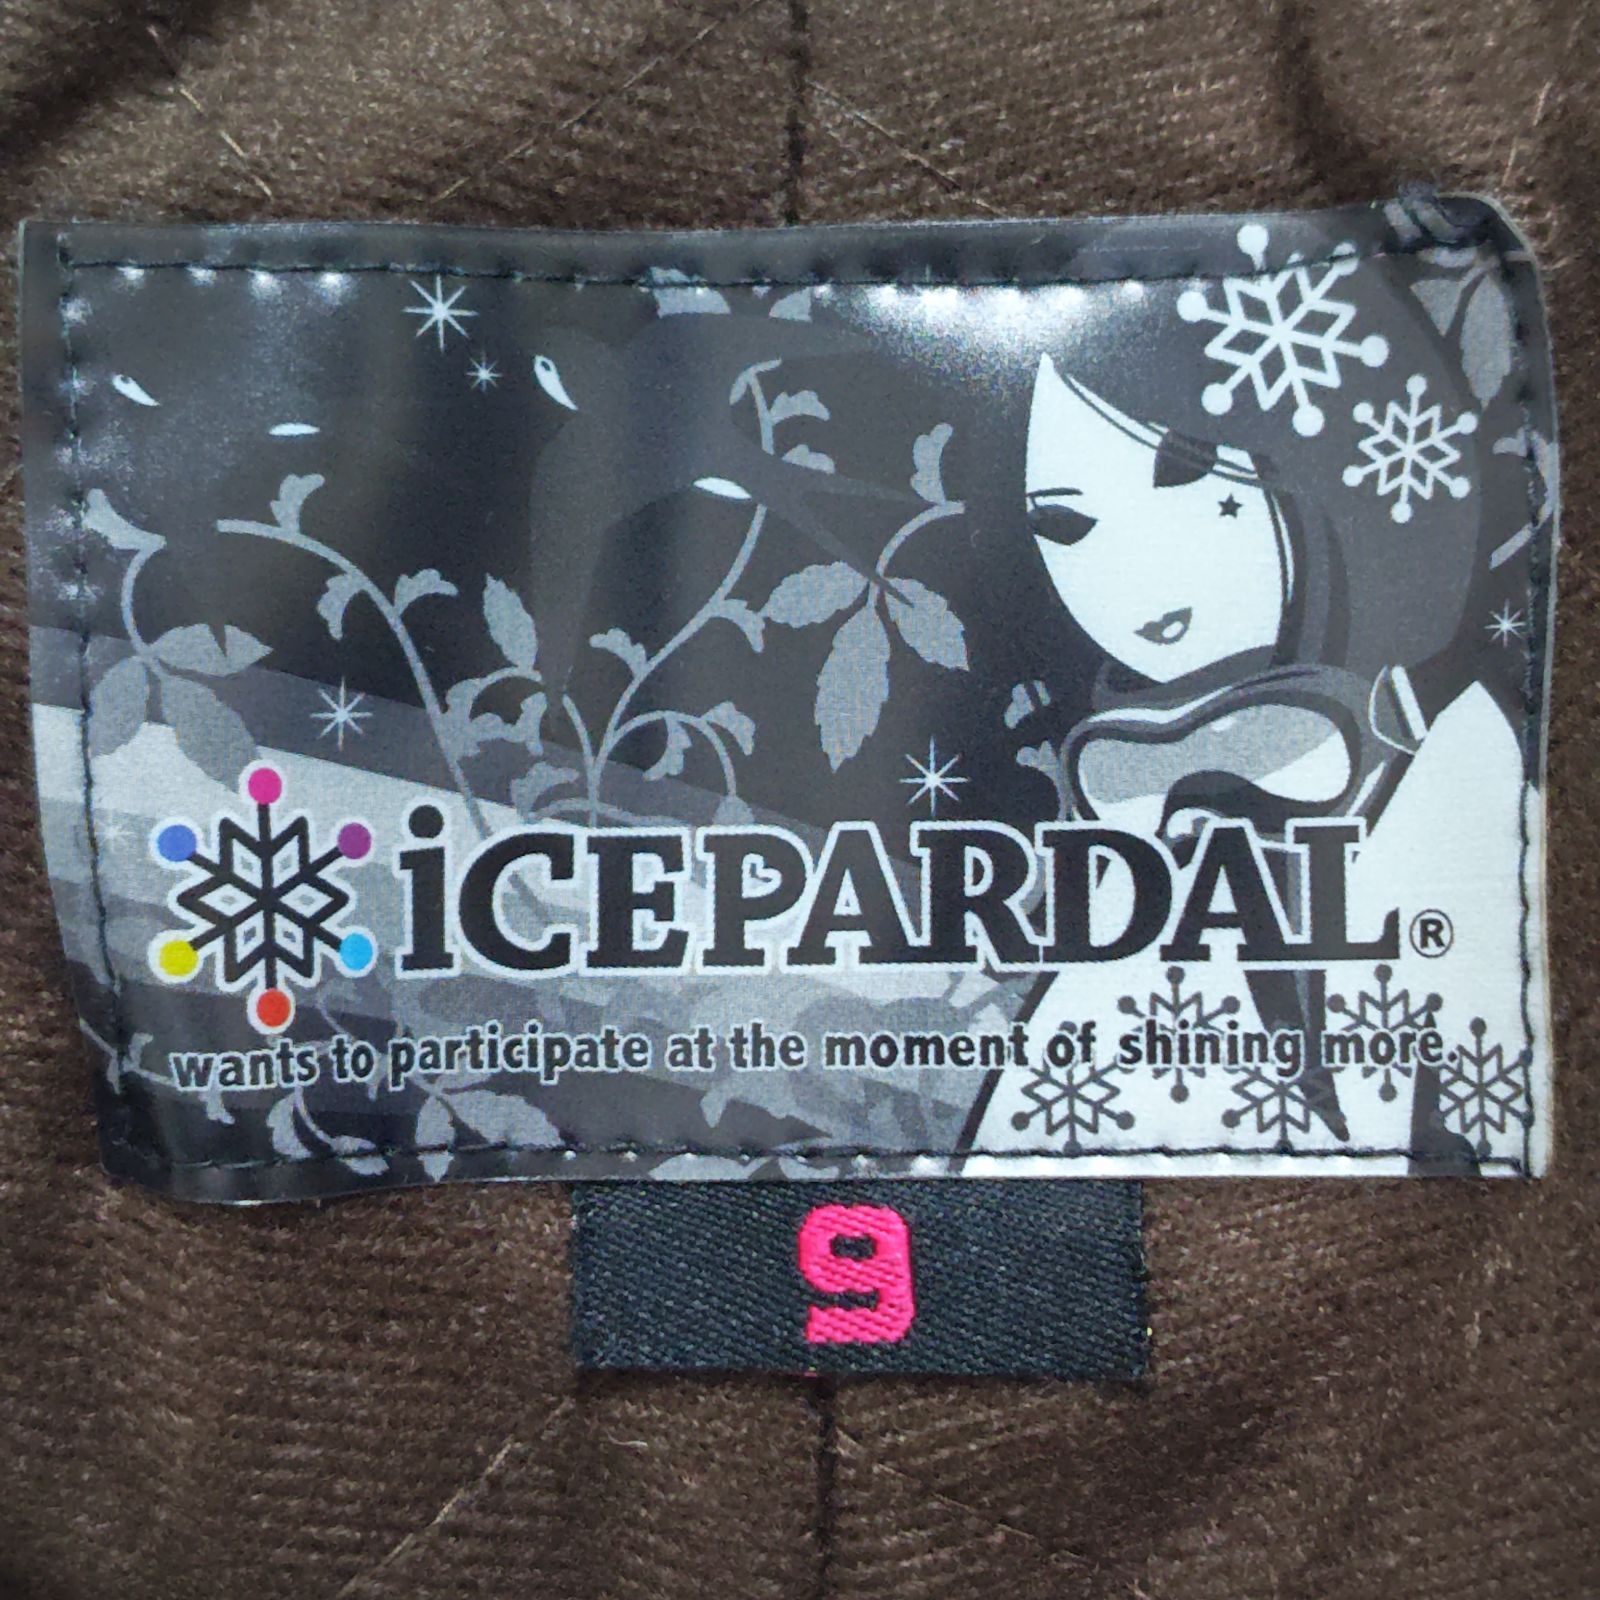 iCEPARDAL®
wants to participate at the moment of shining more.
9